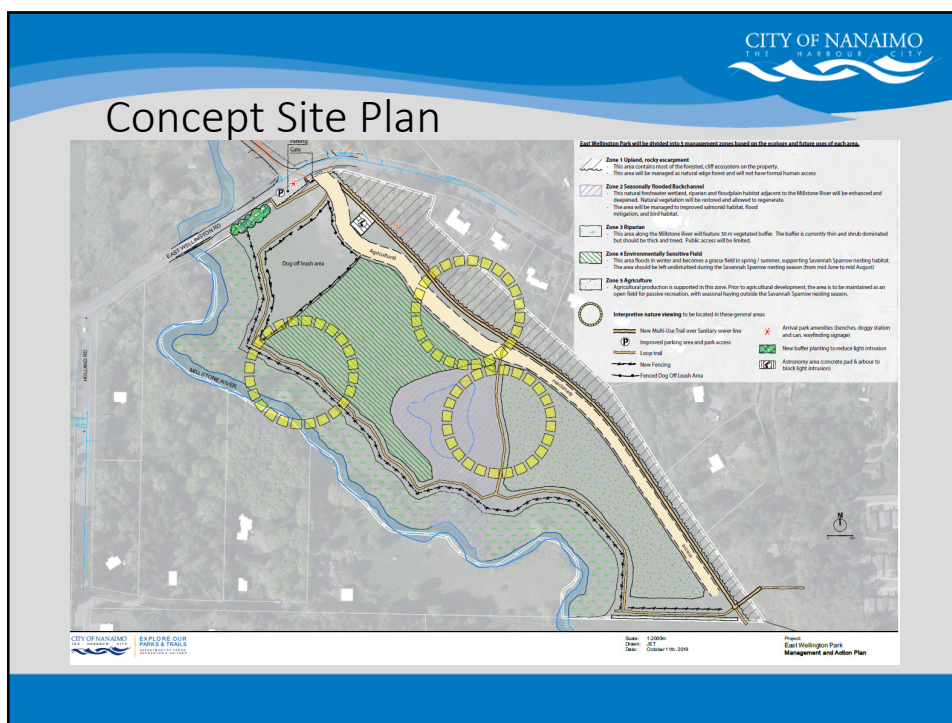 CITY OF NANAIMO
THE HARBOUR CITY
Concept Site Plan
Parking
Gate
P
EAST WELLINGTON RD
Dog off leash area
Agricultural
machinery
access
HOLLAND RD
MILLSTONE RIVER
East Wellington Park will be divided into 5 management zones based on the ecology and future uses of each area.
Zone 1 Upland, rocky escarpment
- This area contains most of the forested, cliff ecosystem on the property.
- This area will be managed as natural edge forest and will not have formal human access
Zone 2 Seasonally flooded Backchannel
- This natural freshwater wetland, riparian and floodplain habitat adjacent to the Millstone River will be enhanced and
deepened. Natural vegetation will be restored and allowed to regenerate.
- The area will be managed to improved salmonid habitat, flood
mitigation, and bird habitat.
Zone 3 Riparian
- This area along the Millstone River will feature 30 m vegetated buffer. The buffer is currently thin and shrub dominated
but should be thick and treed. Public access will be limited.
Zone 4 Environmentally Sensitive Field
- This area floods in winter and becomes a grassy field in spring / summer, supporting Savannah Sparrow nesting habitat.
- The area should be left undisturbed during the Savannah Sparrow nesting season (from mid June to mid August)
Zone 5 Agriculture
- Agricultural production is supported in this zone. Prior to agricultural development, the area is to be maintained as an
open field for passive recreation, with seasonal haying outside the Savannah Sparrow nesting season.
Interpretive nature viewing to be located in these general areas
New Multi-Use Trail over Sanitary sewer line
P Improved parking area and park access
Loop trail
New Fencing
Fenced Dog Off Leash Area
Arrival park amenities (benches, doggy station
and can, wayfinding signage)
New buffer planting to reduce light intrusion
Astronomy area (concrete pad & arbour to
block light intrusion)
N
CITY OF NANAIMO
THE HARBOUR CITY
EXPLORE OUR
PARKS & TRAILS
DEPARTMENT OF PARKS,
RECREATION & CULTURE
Scale: 1:2000m
Drawn: JET
Date: October 11th, 2019
Project:
East Wellington Park
Management and Action Plan